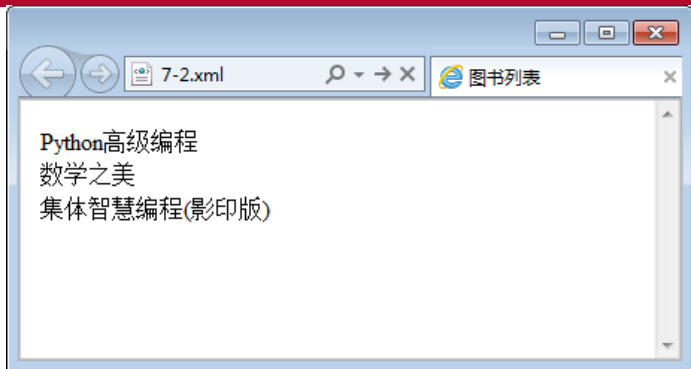 7-2.xml
图书列表
Python高级编程
数学之美
集体智慧编程(影印版)